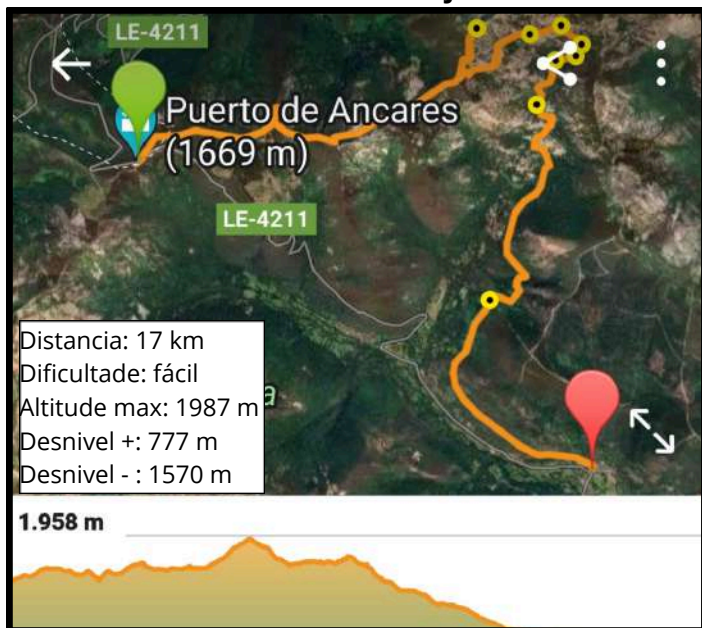 LE-4211
Puerto de Ancares
(1669 m)
LE-4211
Distancia: 17 km
Dificultade: fácil
Altitude max: 1987 m
Desnivel +: 777 m
Desnivel - : 1570 m
a
1.958 m